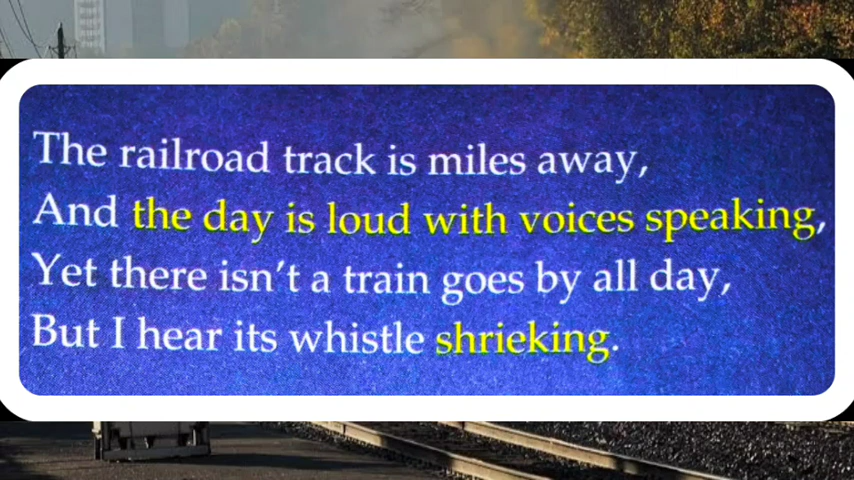 The railroad track is miles away,
And the day is loud with voices speaking,
Yet there isn't a train goes by all day,
But I hear its whistle shrieking.